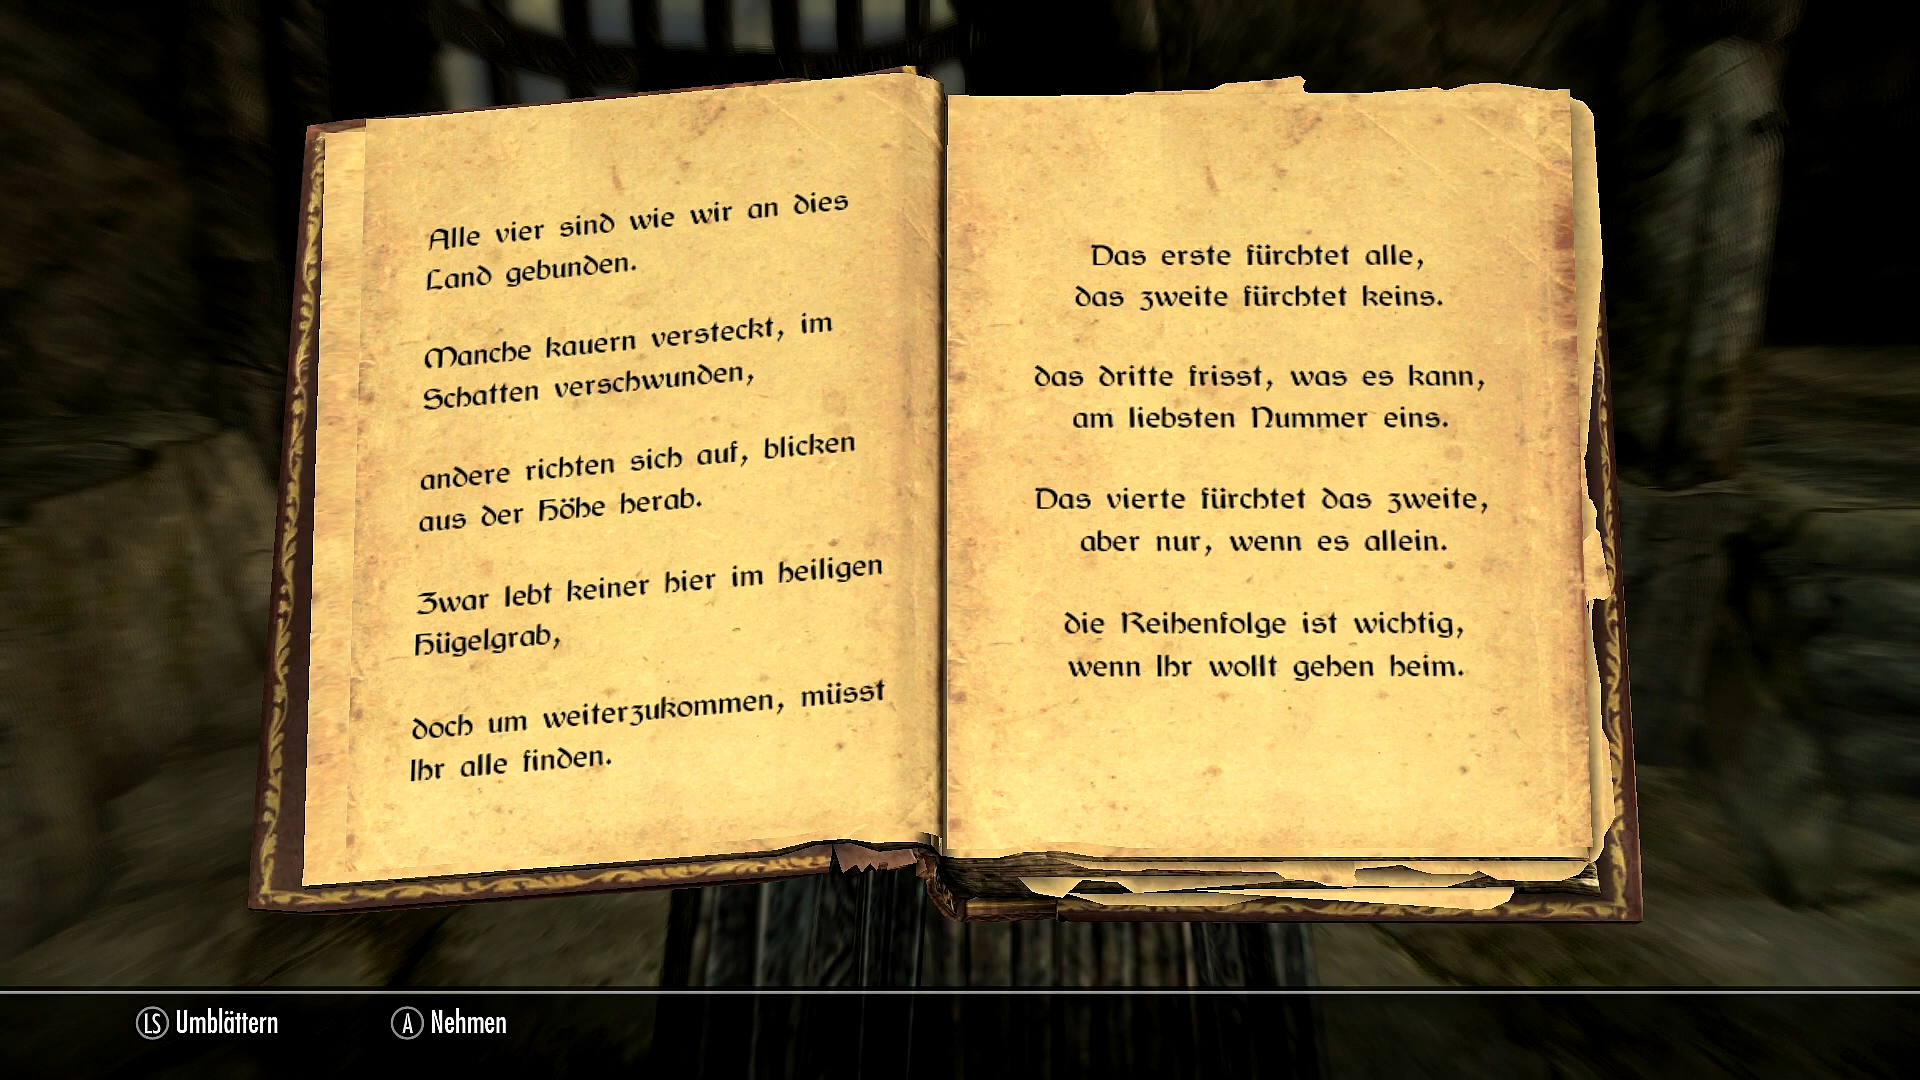 Alle vier sind wie wir an dies
Land gebunden.
Manche kauern versteckt, im
Schatten verschwunden,
andere richten sich auf, blicken
aus der Höhe herab.
Zwar lebt keiner hier im heiligen
Hügelgrab,
doch um weiterzukommen, müsst
Ihr alle finden.
Das erste fürchtet alle,
das zweite fürchtet keins.
das dritte frisst, was es kann,
am liebsten Nummer eins.
Das vierte fürchtet das zweite,
aber nur, wenn es allein.
die Reihenfolge ist wichtig,
wenn Ihr wollt gehen heim.
LS Umblättern
A Nehmen